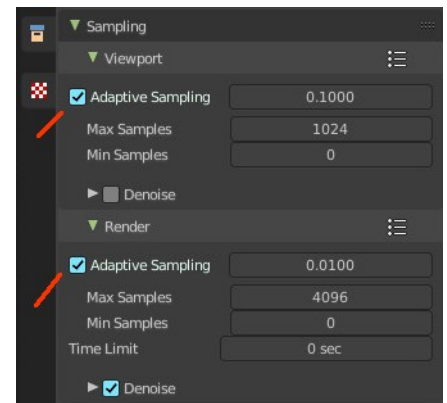 Sampling
Viewport
Adaptive Sampling 0.1000
Max Samples 1024
Min Samples 0
Denoise
Render
Adaptive Sampling 0.0100
Max Samples 4096
Min Samples 0
Time Limit 0 sec
Denoise